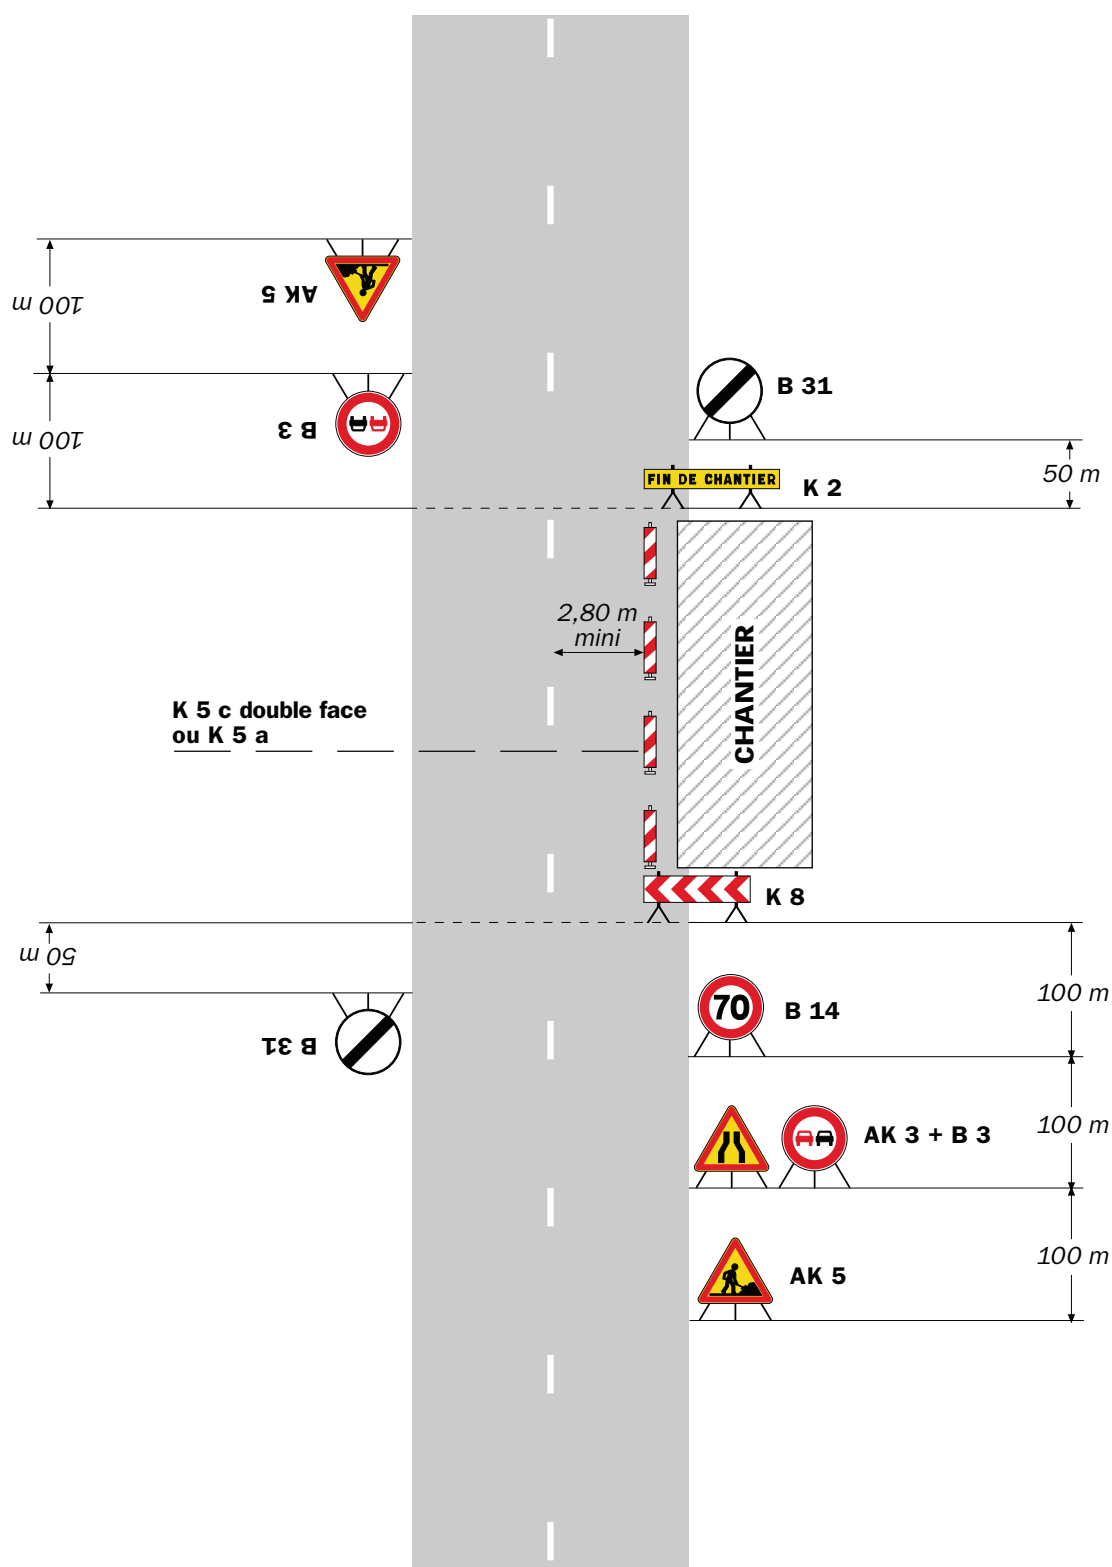 AK 5
100 m
B 3
100 m
B 31
50 m
FIN DE CHANTIER
K 2
2,80 m
mini
CHANTIER
K 5 c double face
ou K 5 a
K 8
50 m
B 31
70
B 14
100 m
AK 3 + B 3
100 m
AK 5
100 m